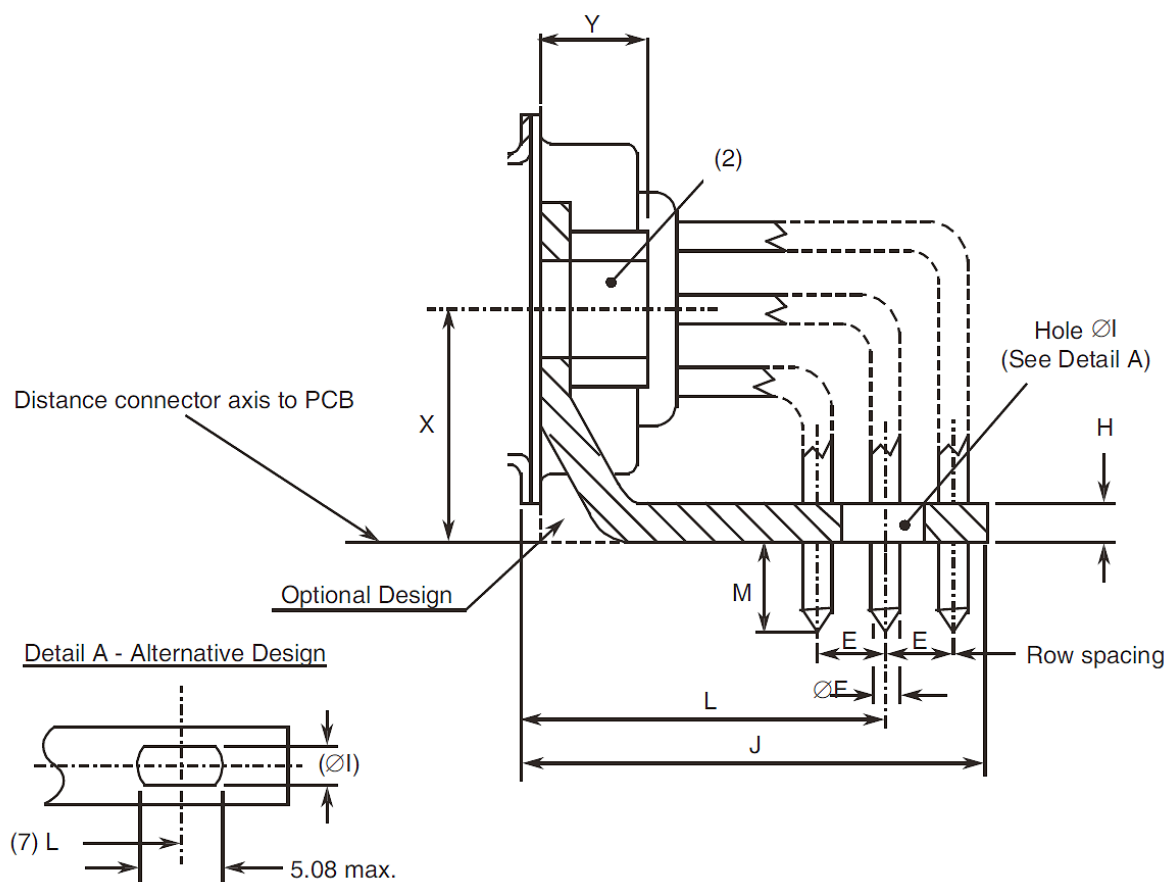 Y
(2)
Hole ∅I
(See Detail A)
Distance connector axis to PCB
X
H
Optional Design
M
Detail A - Alternative Design
E
E
Row spacing
∅F
L
J
(∅I)
(7) L
5.08 max.